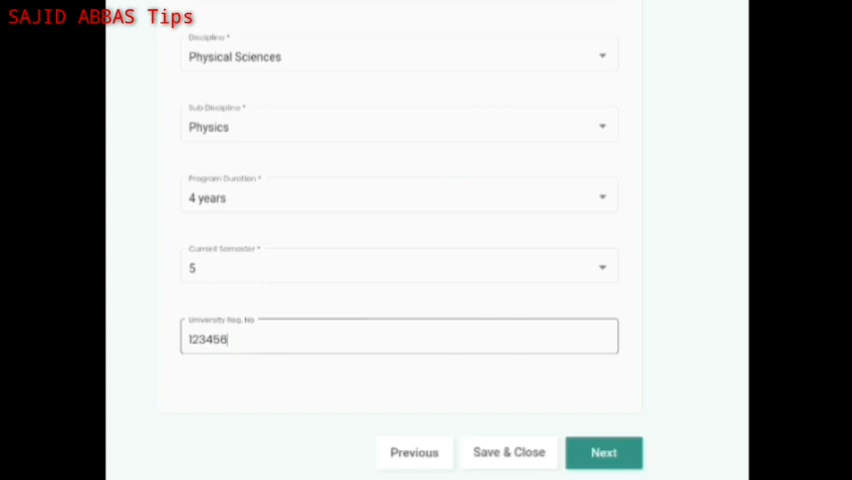 SAJID ABBAS Tips
Discipline *
Physical Sciences
Sub Discipline *
Physics
Program Duration *
4 years
Current Semester *
5
University Reg. No
123456
Previous
Save & Close
Next